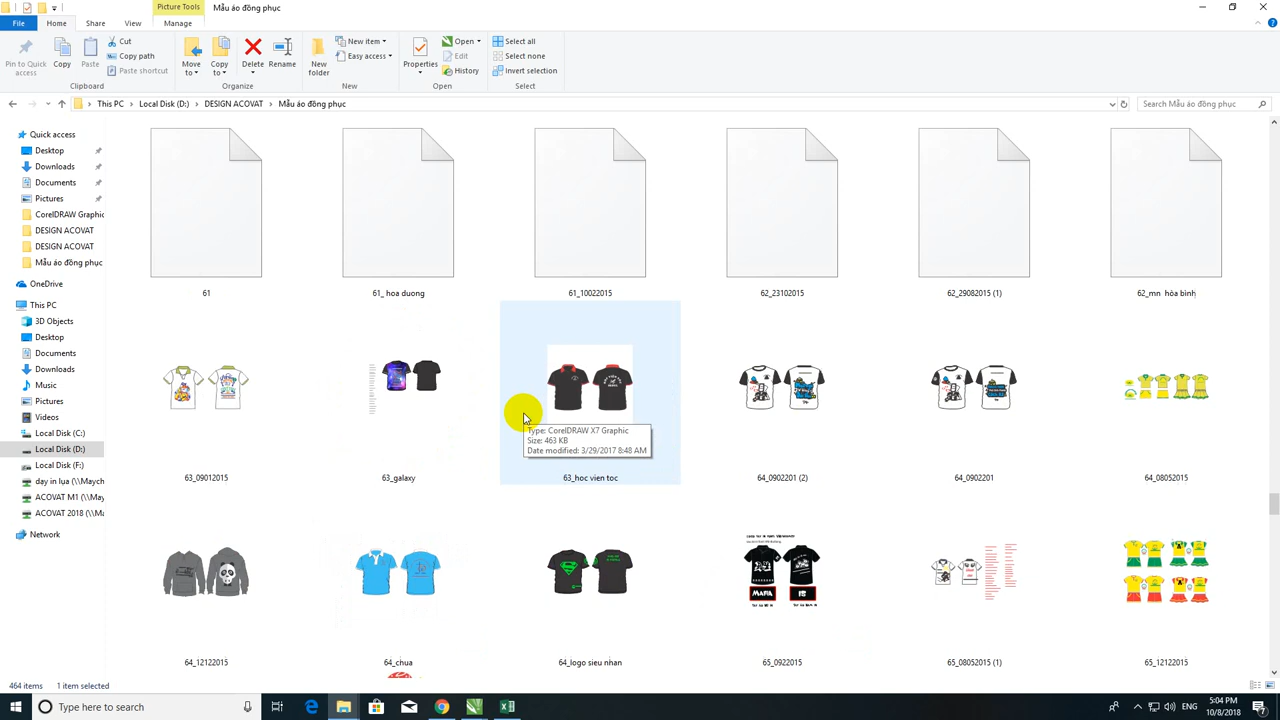 Picture Tools
Mẫu áo đồng phục
File
Home
Share
View
Manage
Pin to Quick access
Copy
Paste
Cut
Copy path
Paste shortcut
Clipboard
Move to
Copy to
Delete
Rename
Organize
New folder
New item
Easy access
New
Properties
Open
Edit
History
Open
Select all
Select none
Invert selection
Select
This PC
Local Disk (D:)
DESIGN ACOVAT
Mẫu áo đồng phục
Search Mẫu áo đồng phục
Quick access
Desktop
Downloads
Documents
Pictures
CorelDRAW Graphic
DESIGN ACOVAT
DESIGN ACOVAT
Mẫu áo đồng phục
OneDrive
This PC
3D Objects
Desktop
Documents
Downloads
Music
Pictures
Videos
Local Disk (C:)
Local Disk (D:)
Local Disk (F:)
day in lụa (\\Maych
ACOVAT M1 (\\May
ACOVAT 2018 (\\Ma
Network
61
61_ hoa duong
61_10022015
62_23102015
62_29082015 (1)
62_mn hòa bình
63_09012015
63_galaxy
63_hoc vien toc
64_0902201 (2)
64_0902201
64_08052015
Type: CorelDRAW X7 Graphic
Size: 463 KB
Date modified: 3/29/2017 8:48 AM
MAFIA
15
64_12122015
64_chua
64_logo sieu nhan
65_0922015
65_08052015 (1)
65_12122015
464 items
1 item selected
Type here to search
ENG
5:04 PM
10/8/2018